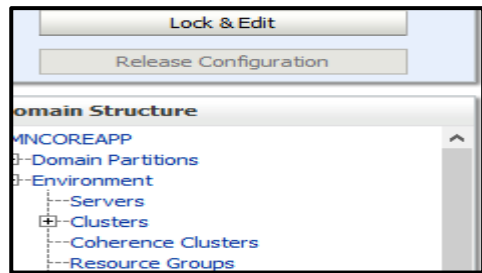 Lock & Edit
Release Configuration
omain Structure
MNCOREAPP
Domain Partitions
Environment
Servers
Clusters
Coherence Clusters
Resource Groups